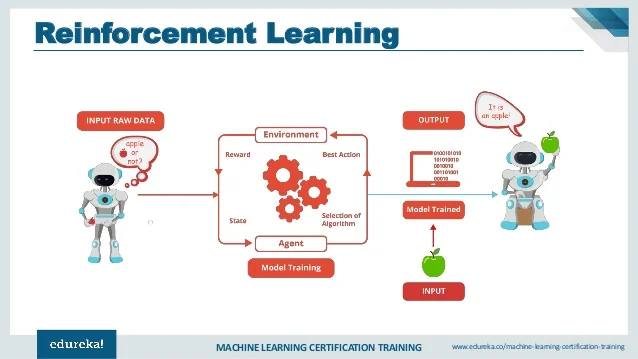 Reinforcement Learning
INPUT RAW DATA
apple
or
not?
Environment
Reward
Best Action
State
Selection of
Algorithm
Agent
Model Training
OUTPUT
0100101010
101010010
0010010
001101001
00010
Model Trained
INPUT
It is
an apple!
edureka!
MACHINE LEARNING CERTIFICATION TRAINING
www.edureka.co/machine-learning-certification-training